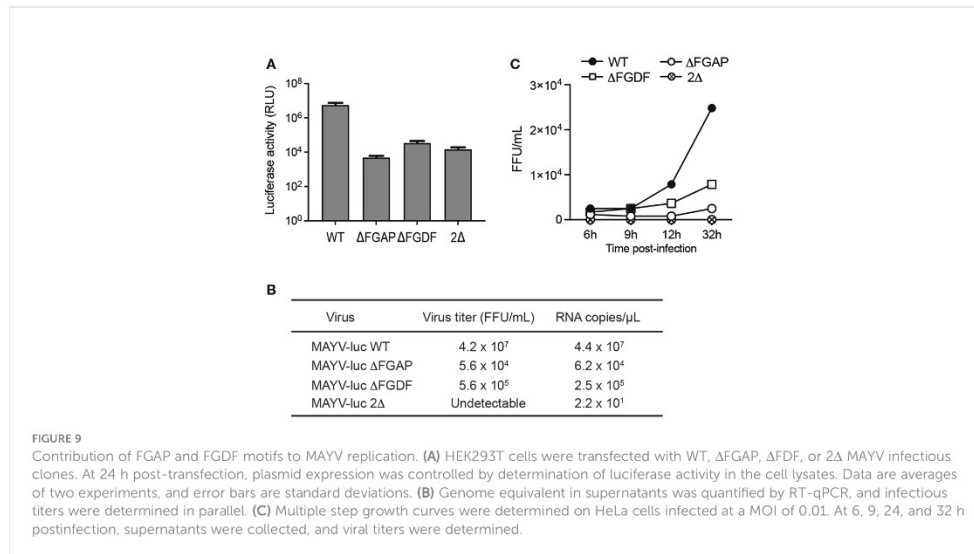 A
Luciferase activity (RLU)
10⁸
10⁶
10⁴
10²
10⁰
WT ΔFGAP ΔFGDF 2Δ
C
WT ΔFGAP
ΔFGDF 2Δ
FFU/mL
3×10⁴
2×10⁴
1×10⁴
0
6h 9h 12h 32h
Time post-infection
B
Virus Virus titer (FFU/mL) RNA copies/µL
MAYV-luc WT 4.2 x 10⁷ 4.4 x 10⁷
MAYV-luc ΔFGAP 5.6 x 10⁴ 6.2 x 10⁴
MAYV-luc ΔFGDF 5.6 x 10⁵ 2.5 x 10⁵
MAYV-luc 2Δ Undetectable 2.2 x 10¹
FIGURE 9
Contribution of FGAP and FGDF motifs to MAYV replication. (A) HEK293T cells were transfected with WT, ΔFGAP, ΔFDF, or 2Δ MAYV infectious
clones. At 24 h post-transfection, plasmid expression was controlled by determination of luciferase activity in the cell lysates. Data are averages
of two experiments, and error bars are standard deviations. (B) Genome equivalent in supernatants was quantified by RT-qPCR, and infectious
titers were determined in parallel. (C) Multiple step growth curves were determined on HeLa cells infected at a MOI of 0.01. At 6, 9, 24, and 32 h
postinfection, supernatants were collected, and viral titers were determined.